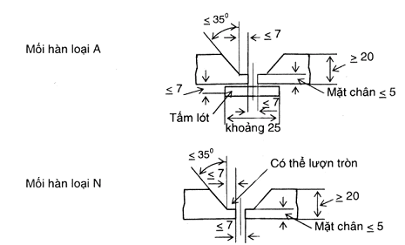 ≤ 35⁰
≤ 7
Mối hàn loại A
≥ 20
≤ 7
Mặt chân ≤ 5
≤ 7
Tấm lót
khoảng 25
≤ 35⁰
Có thể lượn tròn
≤ 7
Mối hàn loại N
≥ 20
≤ 7
Mặt chân ≤ 5